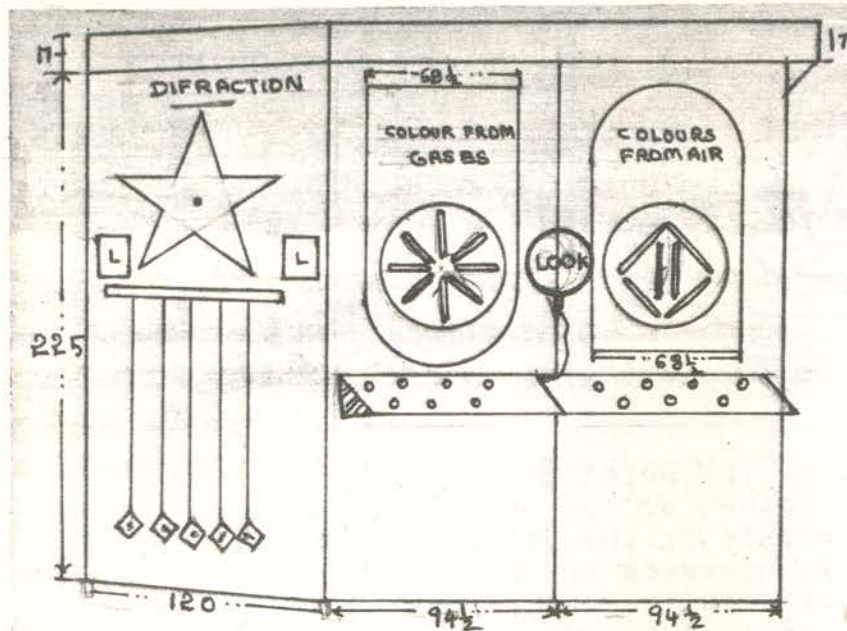 17
17
DIFRACTION
68½
COLOUR FROM
GASES
COLOURS
FROM AIR
L
L
LOOK
225
68½
120
94½
94½